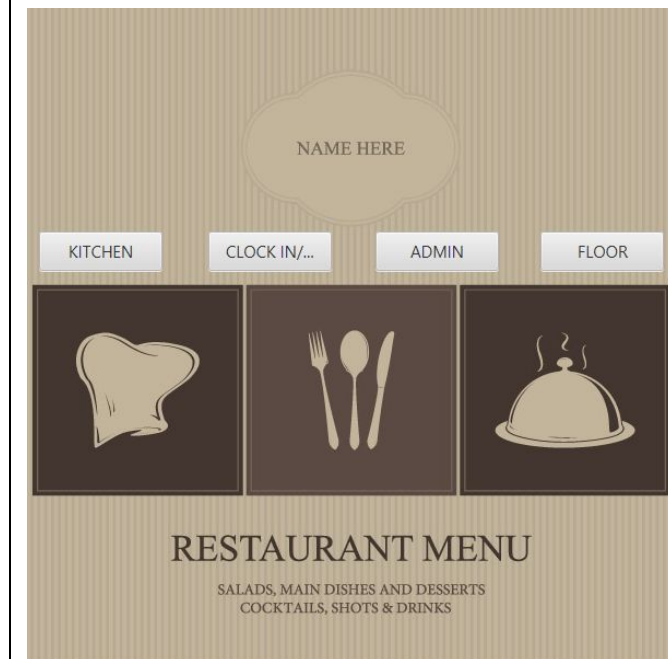 NAME HERE
KITCHEN
CLOCK IN/...
ADMIN
FLOOR
RESTAURANT MENU
SALADS, MAIN DISHES AND DESSERTS
COCKTAILS, SHOTS & DRINKS